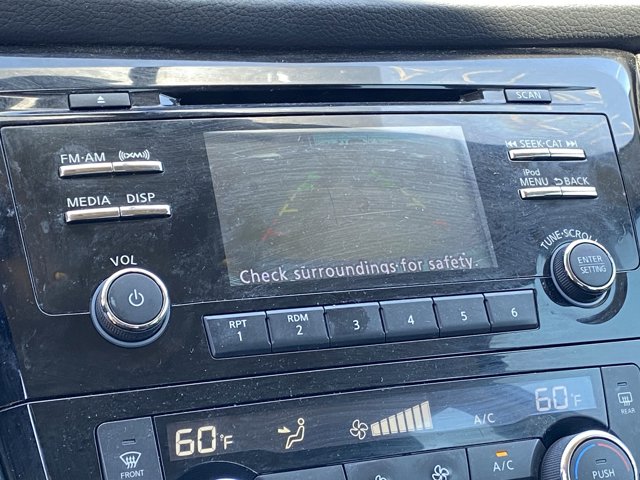 SCAN
FM·AM ((XM))
SEEK·CAT
MEDIA DISP
iPod
MENU BACK
VOL
TUNE·SCROLL
ENTER
SETTING
Check surroundings for safety.
RPT
1
RDM
2
3
4
5
6
60°F
A/C
60°F
REAR
FRONT
A/C
PUSH